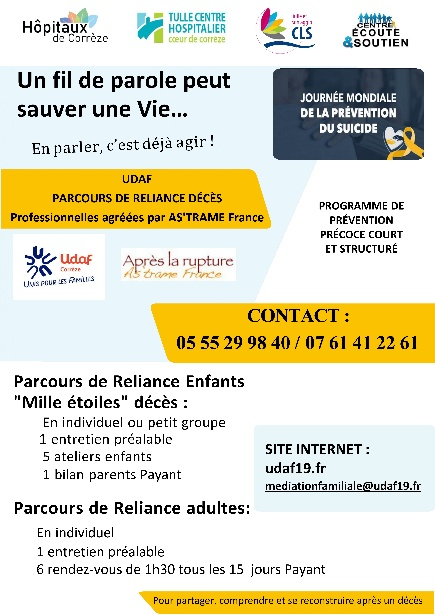 Hôpitaux
de Corrèze
TULLE CENTRE
HOSPITALIER
cœur de corrèze
CLS
CENTRE
ÉCOUTE
&SOUTIEN
Un fil de parole peut
sauver une Vie...
En parler, c'est déjà agir !
JOURNÉE MONDIALE
DE LA PRÉVENTION
DU SUICIDE
UDAF
PARCOURS DE RELIANCE DÉCÈS
Professionnelles agréées par AS'TRAME France
PROGRAMME DE
PRÉVENTION
PRÉCOCE COURT
ET STRUCTURÉ
Udaf
Corrèze
UNIS POUR LES FAMILLES
Après la rupture
As'trame France
CONTACT :
05 55 29 98 40 / 07 61 41 22 61
Parcours de Reliance Enfants
"Mille étoiles" décès :
En individuel ou petit groupe
1 entretien préalable
5 ateliers enfants
1 bilan parents Payant
SITE INTERNET :
udaf19.fr
mediationfamiliale@udaf19.fr
Parcours de Reliance adultes:
En individuel
1 entretien préalable
6 rendez-vous de 1h30 tous les 15 jours Payant
Pour partager, comprendre et se reconstruire après un décès